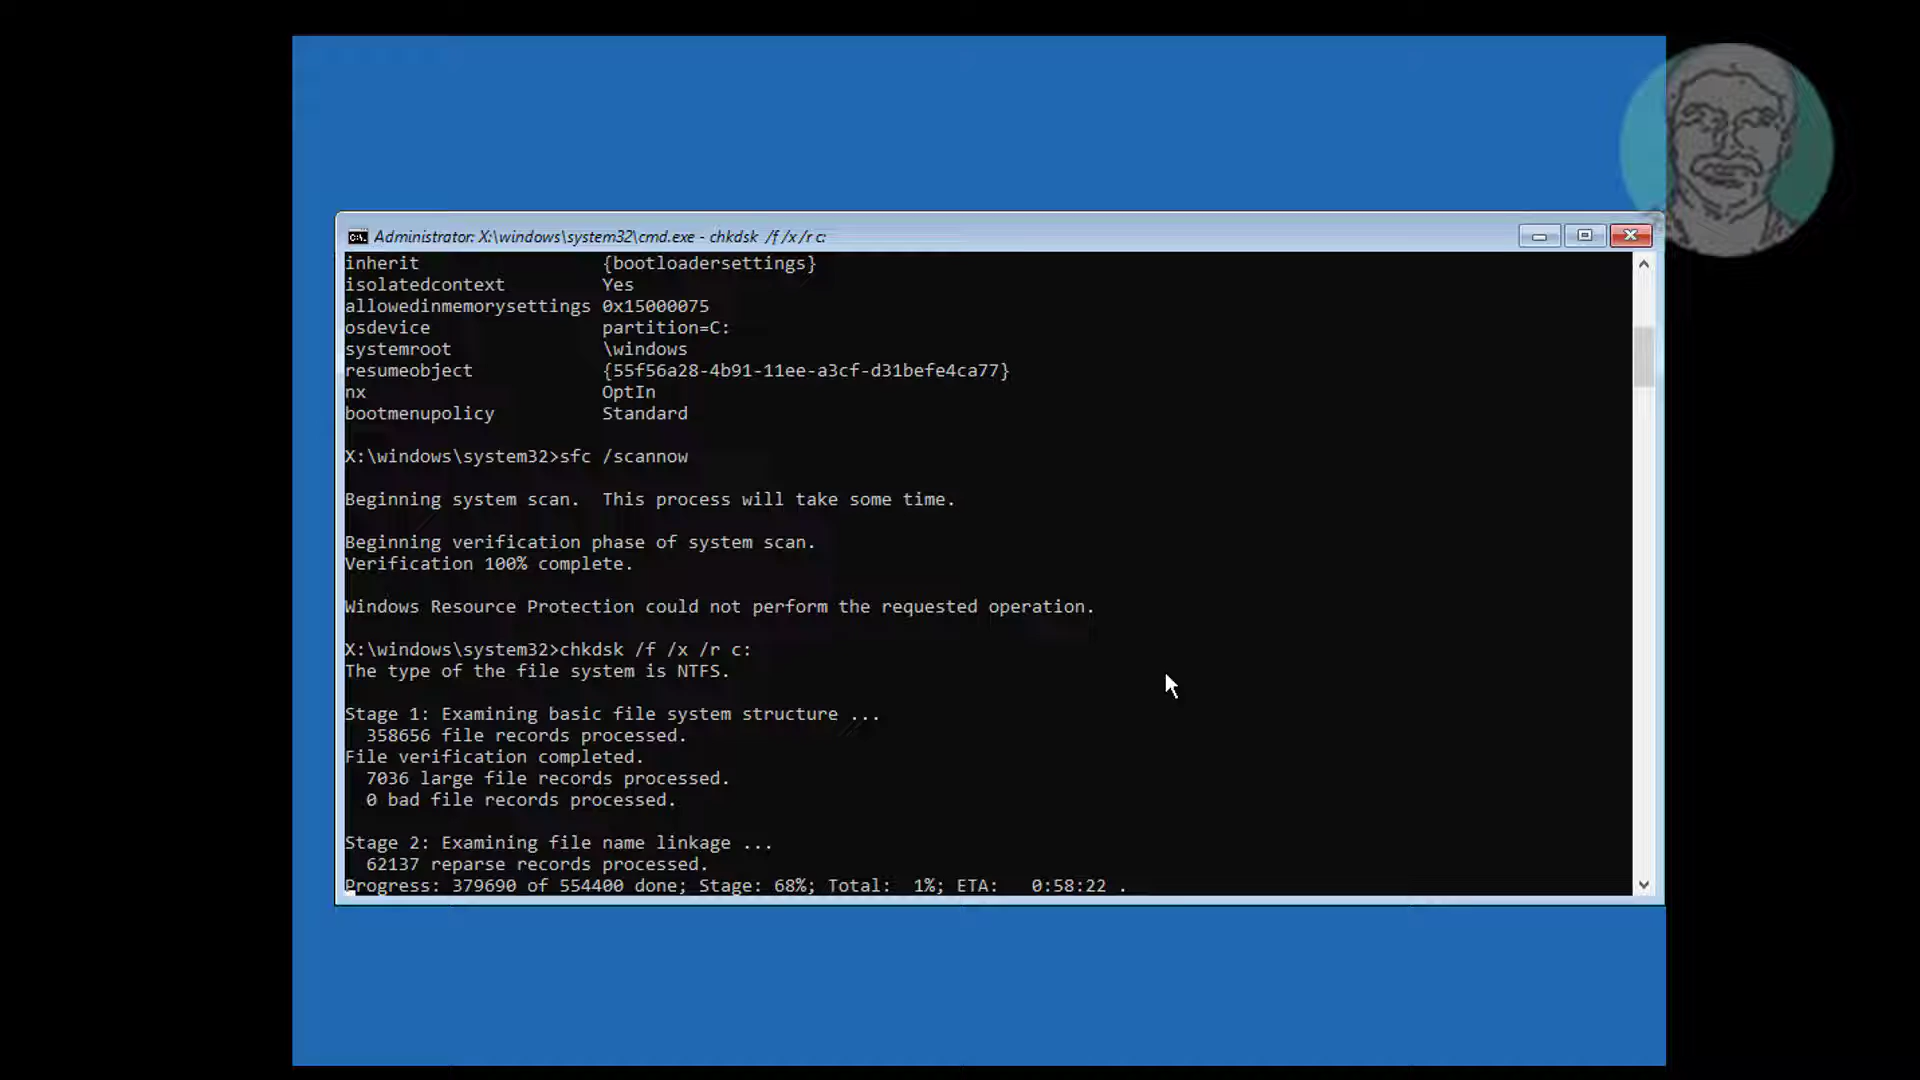 Administrator: X:\windows\system32\cmd.exe - chkdsk /f /x /r c:
inherit {bootloadersettings}
isolatedcontext Yes
allowedinmemorysettings 0x15000075
osdevice partition=C:
systemroot \windows
resumeobject {55f56a28-4b91-11ee-a3cf-d31befe4ca77}
nx OptIn
bootmenupolicy Standard
X:\windows\system32>sfc /scannow
Beginning system scan. This process will take some time.
Beginning verification phase of system scan.
Verification 100% complete.
Windows Resource Protection could not perform the requested operation.
X:\windows\system32>chkdsk /f /x /r c:
The type of the file system is NTFS.
Stage 1: Examining basic file system structure ...
358656 file records processed.
File verification completed.
7036 large file records processed.
0 bad file records processed.
Stage 2: Examining file name linkage ...
62137 reparse records processed.
Progress: 379690 of 554400 done; Stage: 68%; Total: 1%; ETA: 0:58:22 .